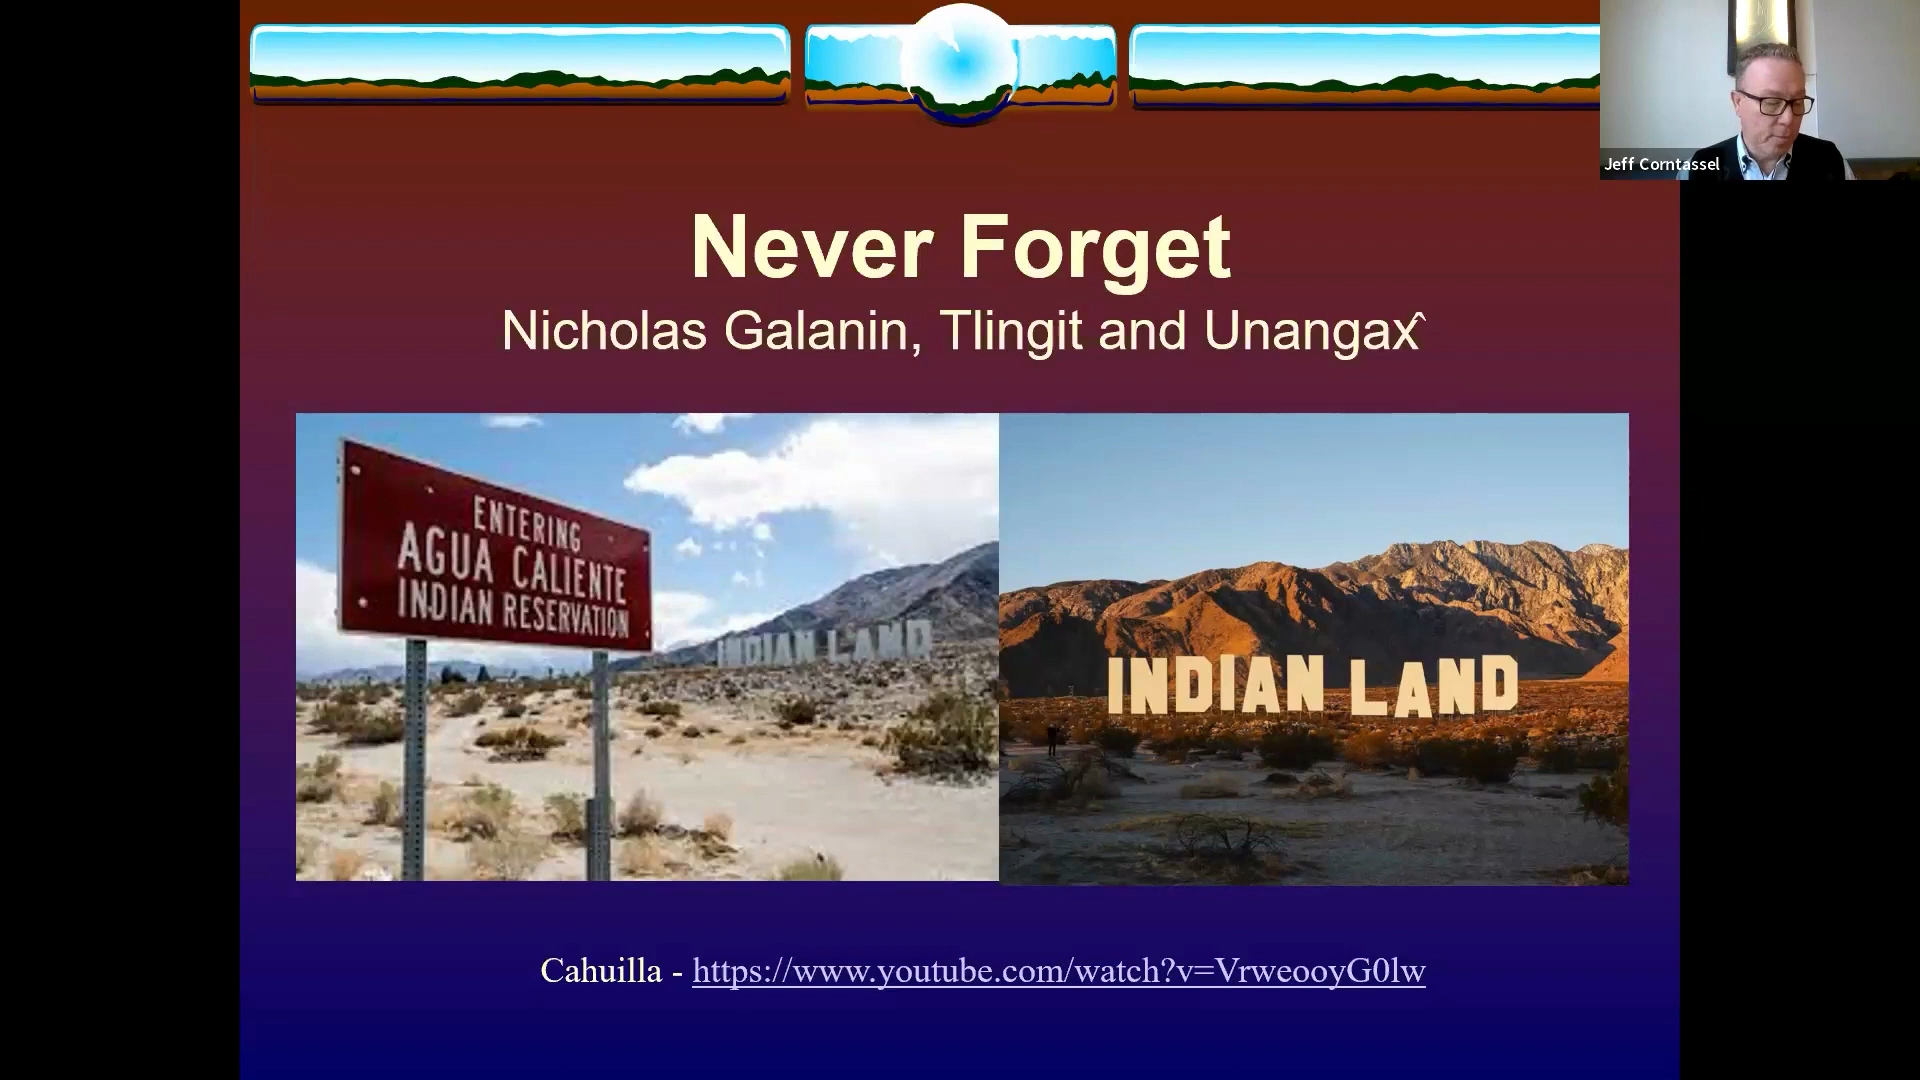 Jeff Corntassel
Never Forget
Nicholas Galanin, Tlingit and Unangax̂
ENTERING
AGUA CALIENTE
INDIAN RESERVATION
INDIAN LAND
INDIAN LAND
Cahuilla - https://www.youtube.com/watch?v=VrweooyG0lw